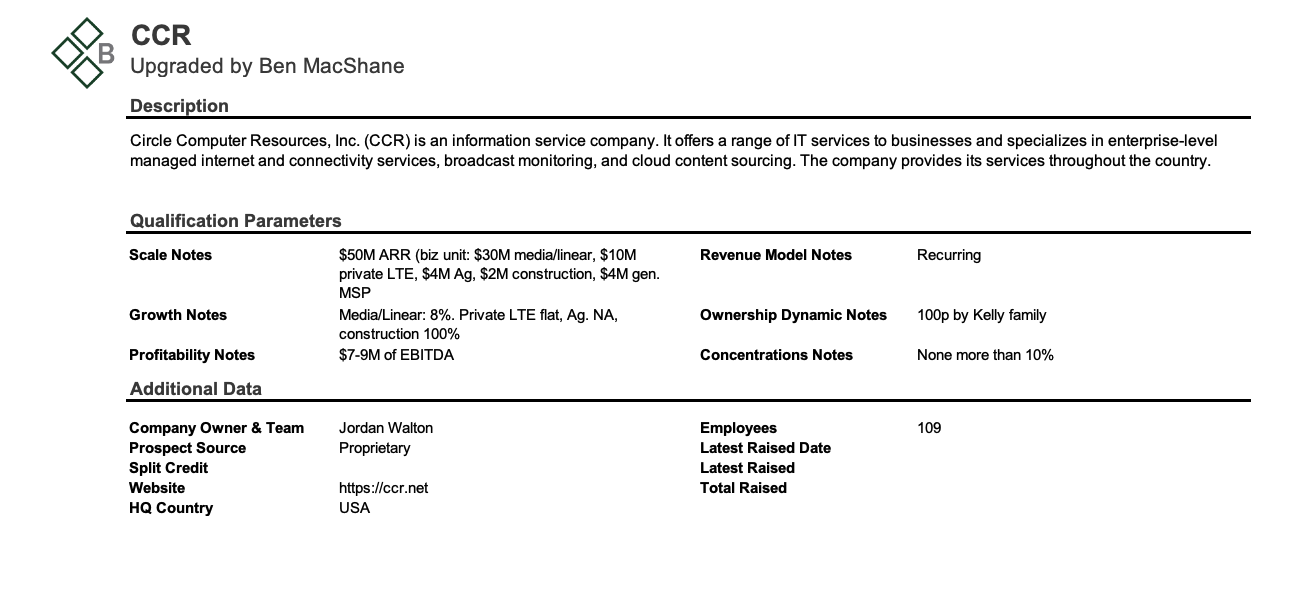 CCR
B
Upgraded by Ben MacShane
Description
Circle Computer Resources, Inc. (CCR) is an information service company. It offers a range of IT services to businesses and specializes in enterprise-level
managed internet and connectivity services, broadcast monitoring, and cloud content sourcing. The company provides its services throughout the country.
Qualification Parameters
Scale Notes
$50M ARR (biz unit: $30M media/linear, $10M
private LTE, $4M Ag, $2M construction, $4M gen.
MSP
Revenue Model Notes
Recurring
Growth Notes
Media/Linear: 8%. Private LTE flat, Ag. NA,
construction 100%
Ownership Dynamic Notes
100p by Kelly family
Profitability Notes
$7-9M of EBITDA
Concentrations Notes
None more than 10%
Additional Data
Company Owner & Team
Jordan Walton
Employees
109
Prospect Source
Proprietary
Latest Raised Date
Split Credit
Latest Raised
Website
https://ccr.net
Total Raised
HQ Country
USA